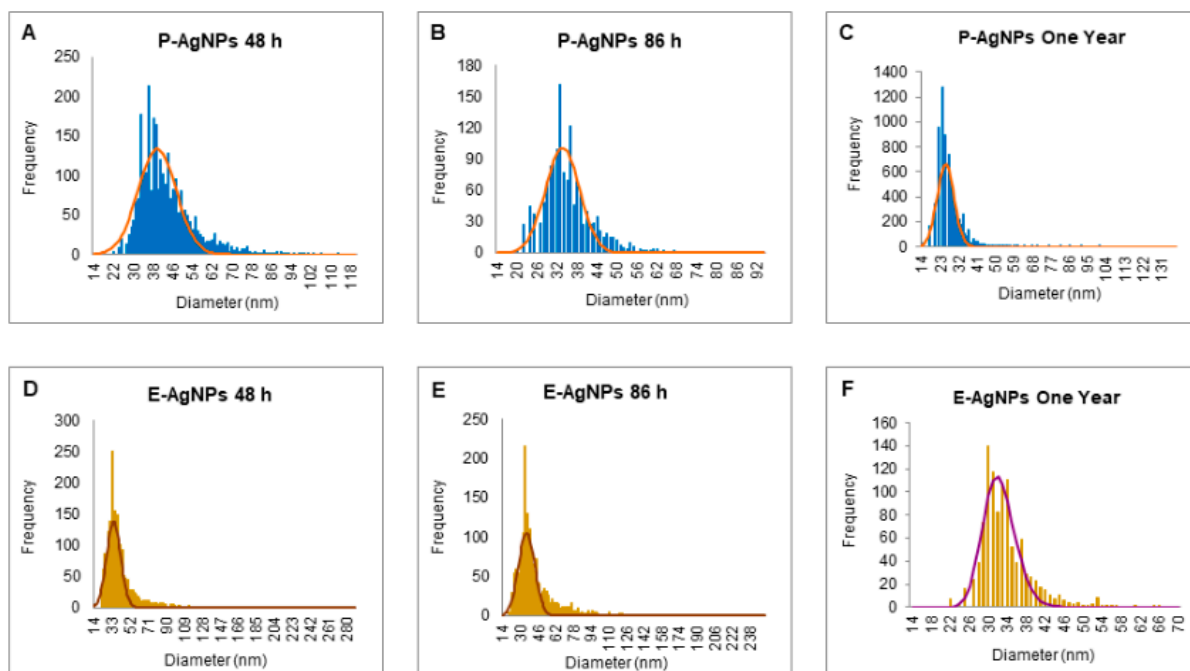 A
P-AgNPs 48 h
250
200
150
100
50
0
Frequency
14 22 30 38 46 54 62 70 78 86 94 102 110 118
Diameter (nm)
B
P-AgNPs 86 h
180
150
120
90
60
30
0
Frequency
14 20 26 32 38 44 50 56 62 68 74 80 86 92
Diameter (nm)
C
P-AgNPs One Year
1400
1200
1000
800
600
400
200
0
Frequency
14 23 32 41 50 59 68 77 86 95 104 113 122 131
Diameter (nm)
D
E-AgNPs 48 h
300
250
200
150
100
50
0
Frequency
14 33 52 71 90 109 128 147 166 185 204 223 242 261 280
Diameter (nm)
E
E-AgNPs 86 h
250
200
150
100
50
0
Frequency
14 30 46 62 78 94 110 126 142 158 174 190 206 222 238
Diameter (nm)
F
E-AgNPs One Year
160
140
120
100
80
60
40
20
0
Frequency
14 18 22 26 30 34 38 42 46 50 54 58 62 66 70
Diameter (nm)